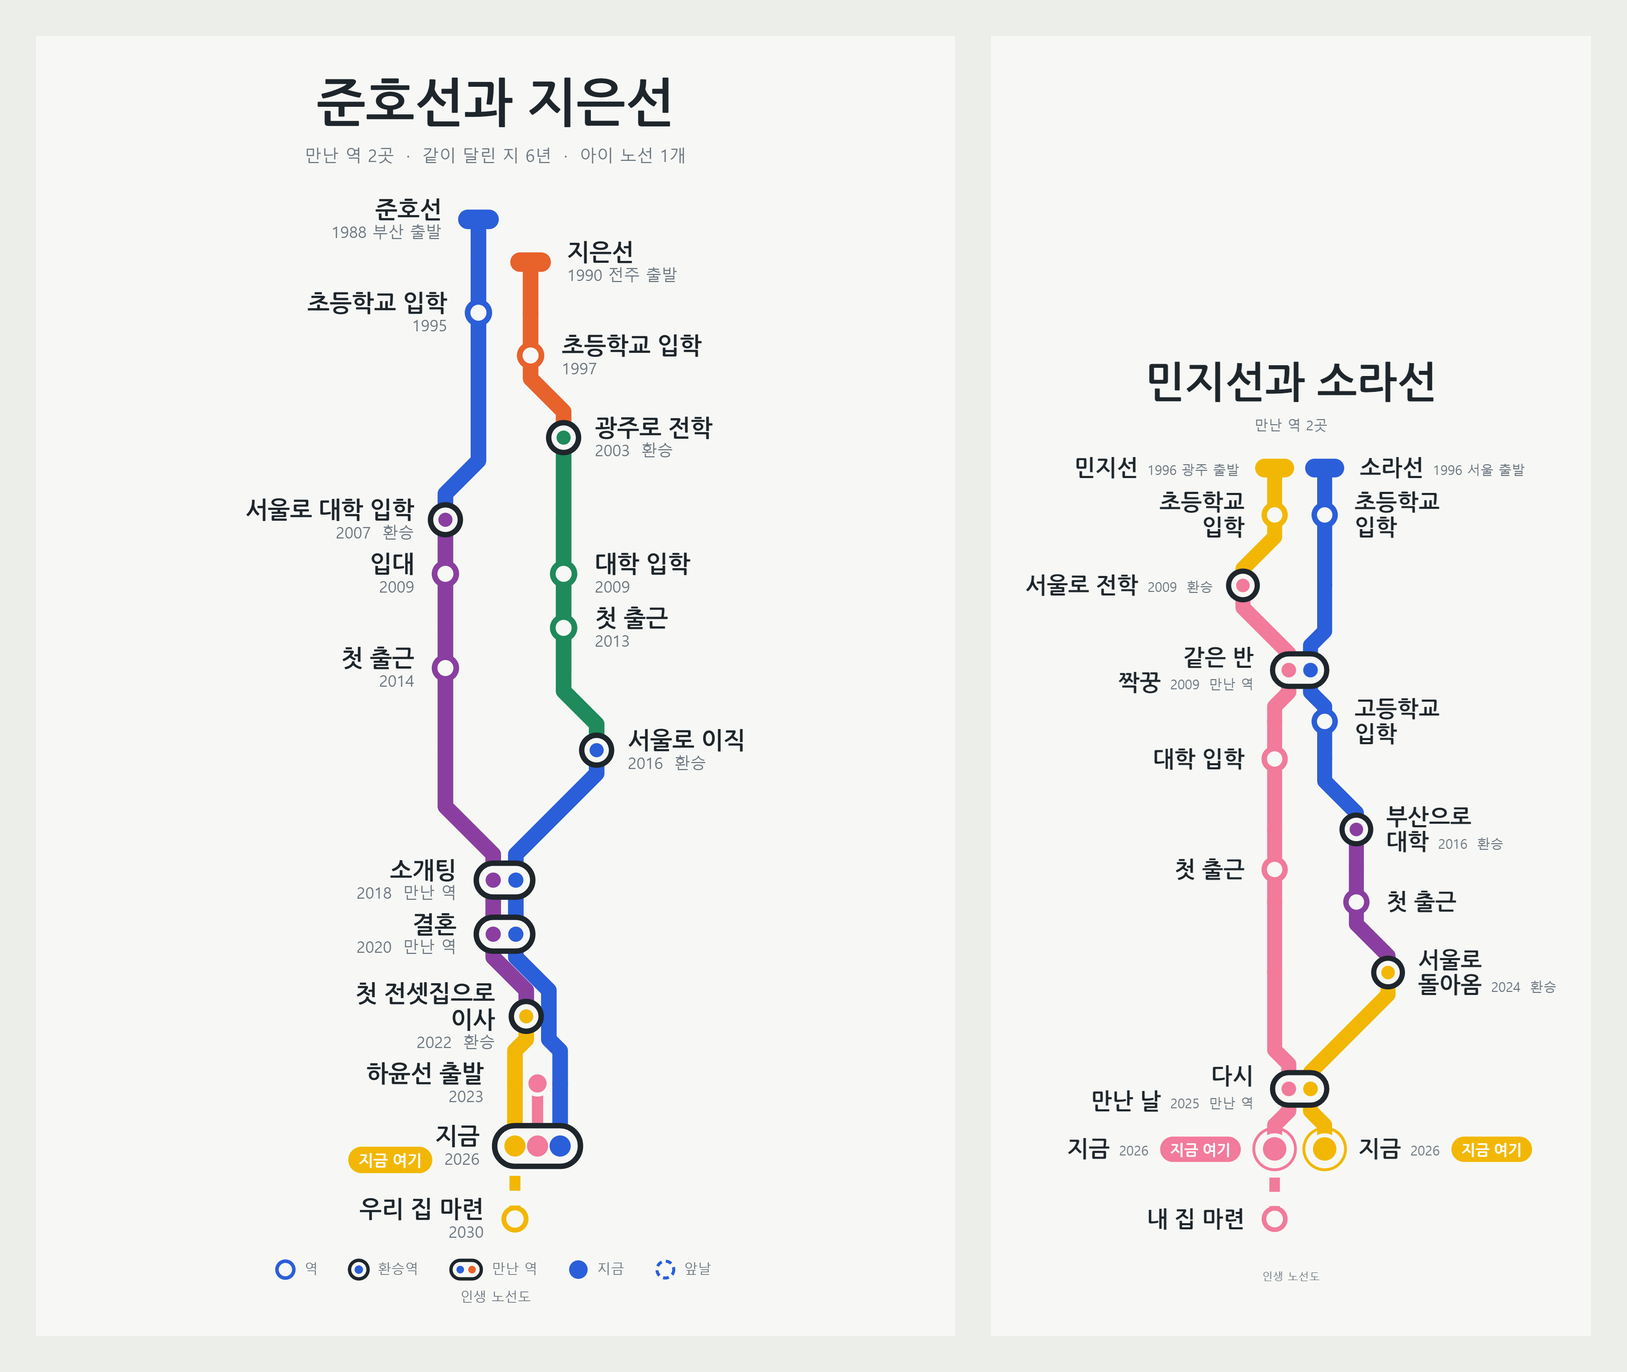 준호선과 지은선
만난 역 2곳 · 같이 달린 지 6년 · 아이 노선 1개
준호선
1988 부산 출발
지은선
1990 전주 출발
초등학교 입학
1995
초등학교 입학
1997
광주로 전학
2003 환승
서울로 대학 입학
2007 환승
입대
2009
대학 입학
2009
첫 출근
2013
첫 출근
2014
서울로 이직
2016 환승
소개팅
2018 만난 역
결혼
2020 만난 역
첫 전셋집으로
이사
2022 환승
하윤선 출발
2023
지금
지금 여기 2026
우리 집 마련
2030
역 환승역 만난 역 지금 앞날
인생 노선도
민지선과 소라선
만난 역 2곳
민지선 1996 광주 출발
소라선 1996 서울 출발
초등학교
입학
초등학교
입학
서울로 전학 2009 환승
같은 반
짝꿍 2009 만난 역
고등학교
입학
대학 입학
부산으로
대학 2016 환승
첫 출근
첫 출근
서울로
돌아옴 2024 환승
다시
만난 날 2025 만난 역
지금 2026 지금 여기
지금 2026 지금 여기
내 집 마련
인생 노선도